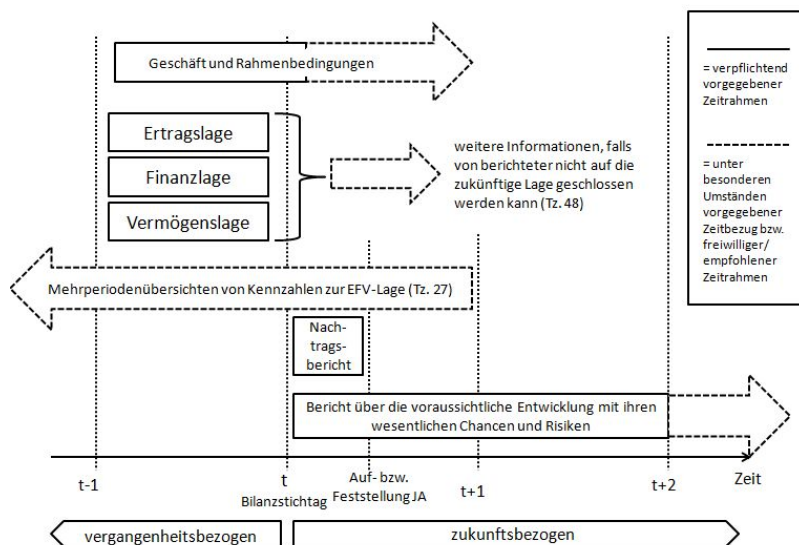 Geschäft und Rahmenbedingungen
Ertragslage
Finanzlage
Vermögenslage
weitere Informationen, falls
von berichteter nicht auf die
zukünftige Lage geschlossen
werden kann (Tz. 48)
Mehrperiodenübersichten von Kennzahlen zur EFV-Lage (Tz. 27)
Nach-
trags-
bericht
Bericht über die voraussichtliche Entwicklung mit ihren
wesentlichen Chancen und Risiken
t-1
t
Bilanzstichtag
Auf- bzw.
Feststellung JA
t+1
t+2
Zeit
vergangenheitsbezogen
zukunftsbezogen
= verpflichtend
vorgegebener
Zeitrahmen
= unter
besonderen
Umständen
vorgegebener
Zeitbezug bzw.
freiwilliger/
empfohlener
Zeitrahmen